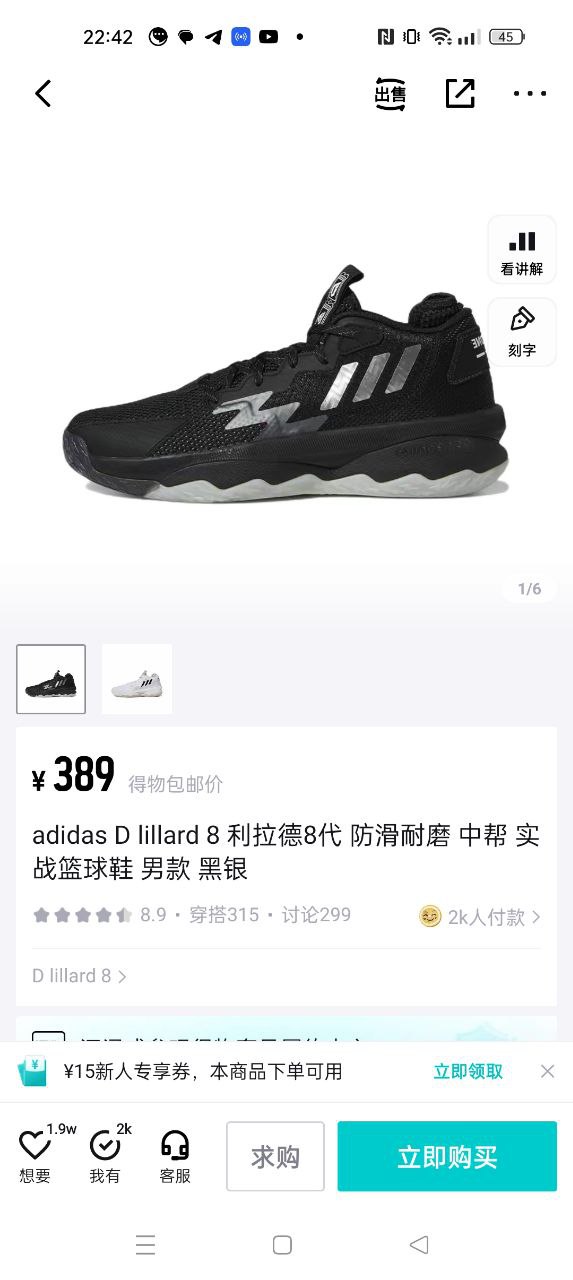 22:42
45
出售
看讲解
刻字
1/6
¥ 389 得物包邮价
adidas D lillard 8 利拉德8代 防滑耐磨 中帮 实
战篮球鞋 男款 黑银
8.9 · 穿搭315 · 讨论299
2k人付款 >
D lillard 8 >
¥15新人专享券，本商品下单可用
立即领取
1.9w
想要
2k
我有
客服
求购
立即购买